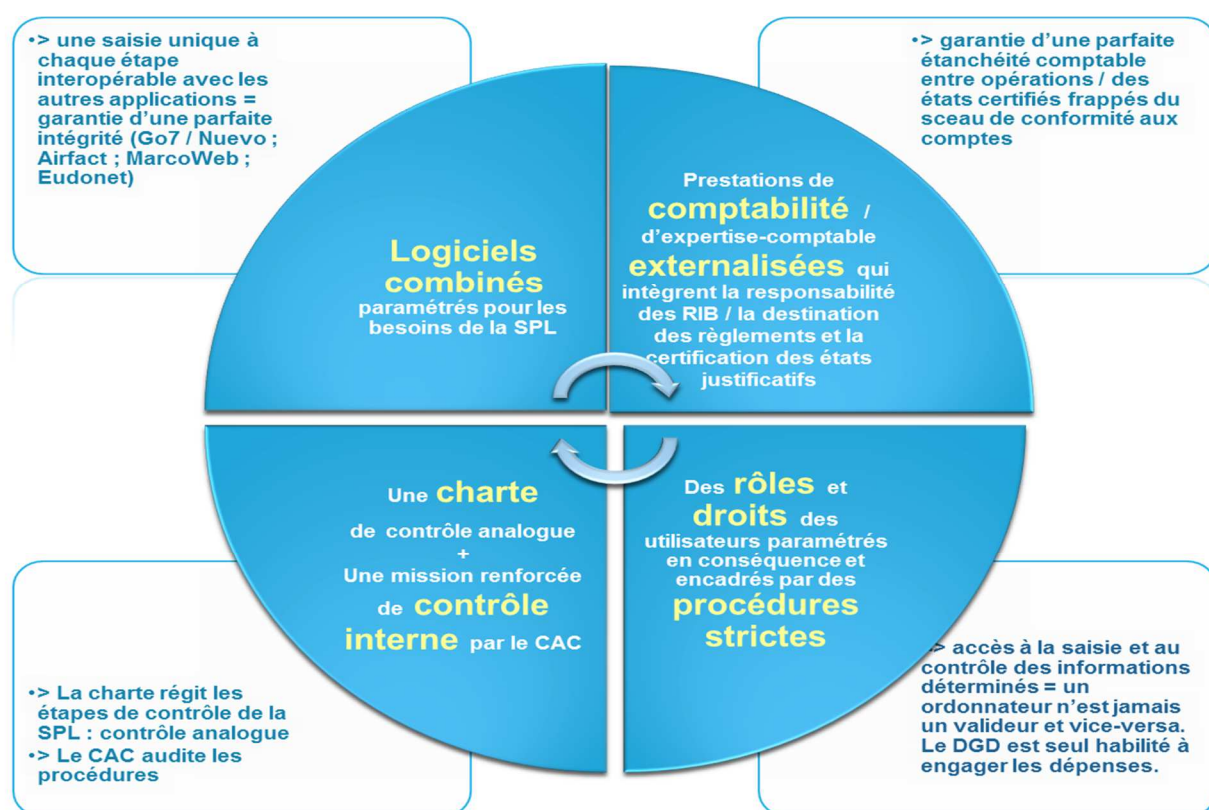 •> une saisie unique à
chaque étape
interopérable avec les
autres applications =
garantie d'une parfaite
intégrité (Go7 / Nuevo ;
Airfact ; MarcoWeb ;
Eudonet)
•> garantie d'une parfaite
étanchéité comptable
entre opérations / des
états certifiés frappés du
sceau de conformité aux
comptes
Logiciels
combinés
paramétrés pour les
besoins de la SPL
Prestations de
comptabilité /
d'expertise-comptable
externalisées qui
intègrent la responsabilité
des RIB / la destination
des règlements et la
certification des états
justificatifs
Une charte
de contrôle analogue
+
Une mission renforcée
de contrôle
interne par le CAC
Des rôles et
droits des
utilisateurs paramétrés
en conséquence et
encadrés par des
procédures
strictes
•> La charte régit les
étapes de contrôle de la
SPL : contrôle analogue
•> Le CAC audite les
procédures
> accès à la saisie et au
contrôle des informations
déterminés = un
ordonnateur n'est jamais
un valideur et vice-versa.
Le DGD est seul habilité à
engager les dépenses.